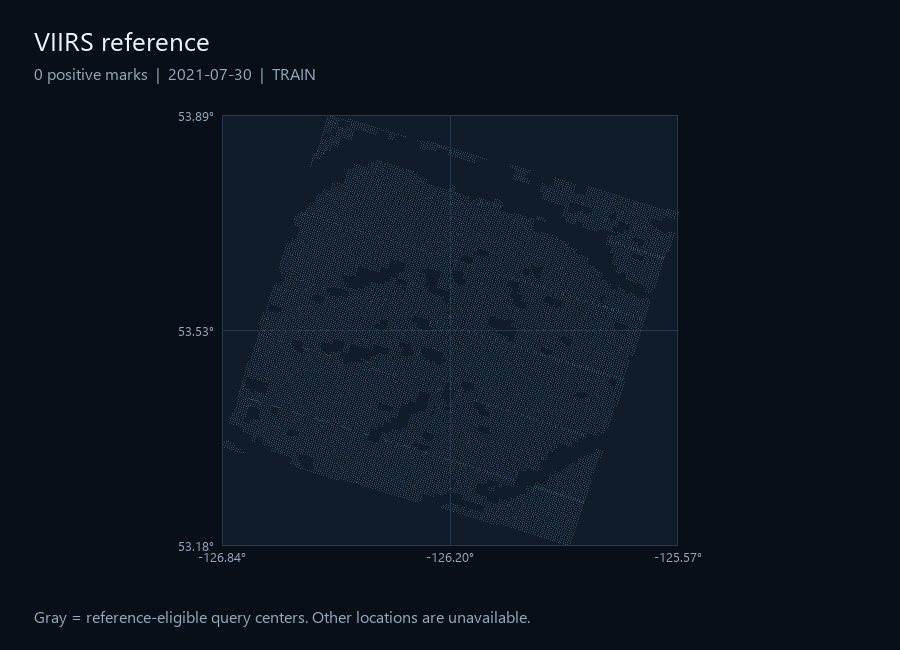 VIIRS reference
0 positive marks | 2021-07-30 | TRAIN
53.89°
53.53°
53.18°
-126.84°
-126.20°
-125.57°
Gray = reference-eligible query centers. Other locations are unavailable.